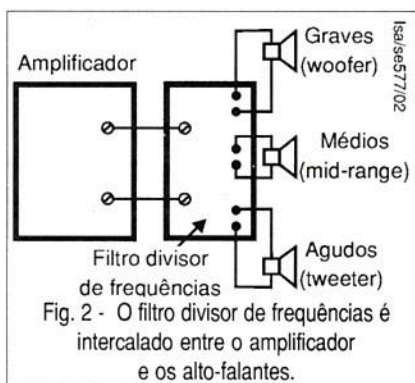 Amplificador
Graves
(woofer)
Médios
(mid-range)
Agudos
(tweeter)
Filtro divisor
de frequências
Isa/se577/02
Fig. 2 - O filtro divisor de frequências é
intercalado entre o amplificador
e os alto-falantes.